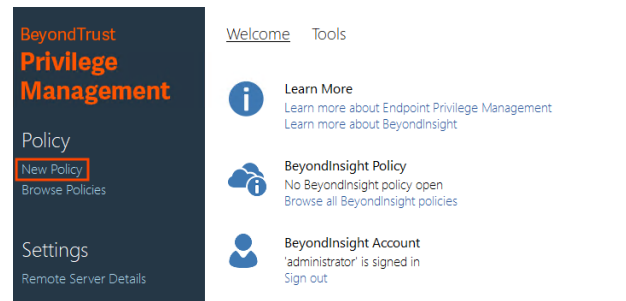 BeyondTrust
Privilege
Management
Policy
New Policy
Browse Policies
Settings
Remote Server Details
Welcome Tools
Learn More
Learn more about Endpoint Privilege Management
Learn more about BeyondInsight
BeyondInsight Policy
No BeyondInsight policy open
Browse all BeyondInsight policies
BeyondInsight Account
'administrator' is signed in
Sign out